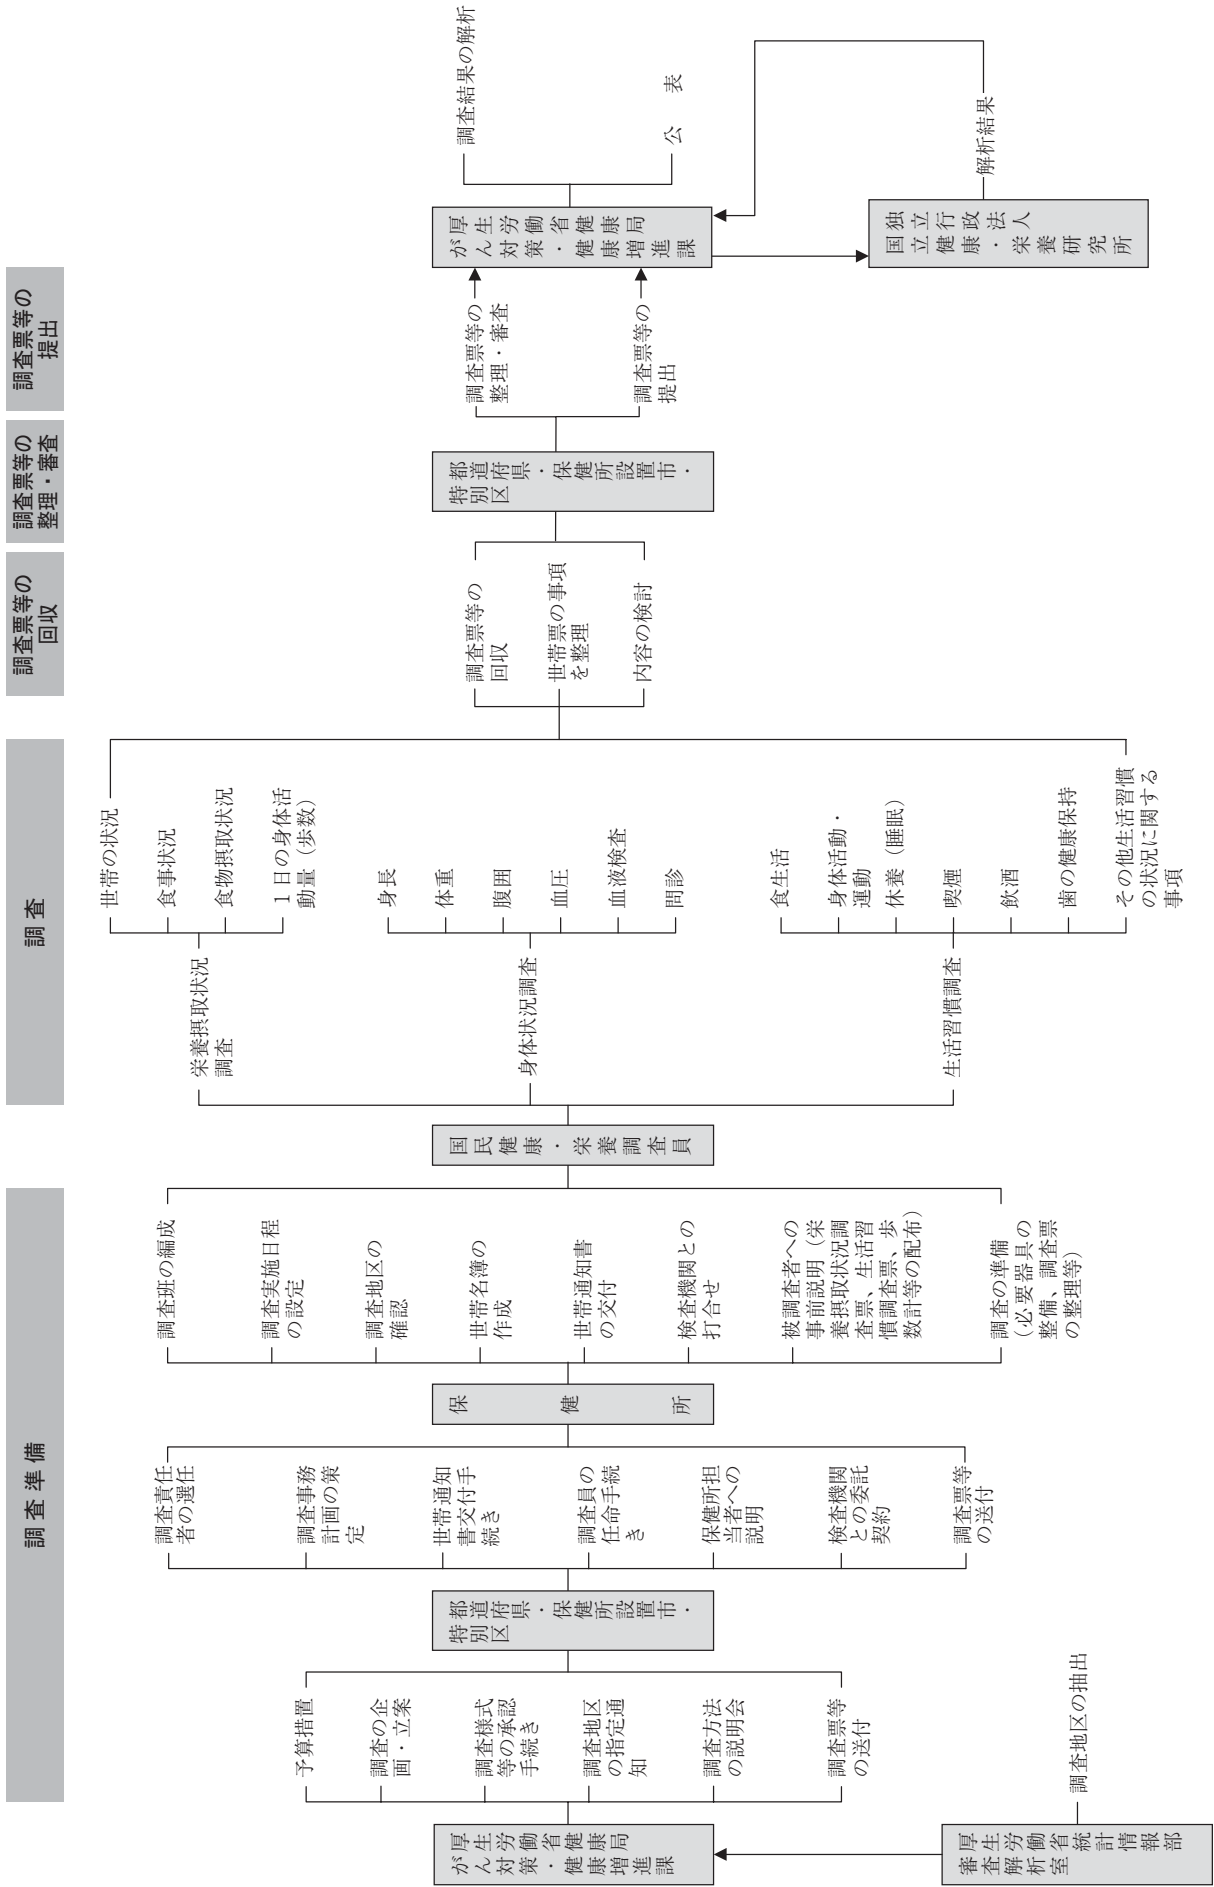 調査準備
調査
調査票等の
回収
調査票等の
整理・審査
調査票等の
提出
厚生労働省健康局
がん対策・健康増進課
厚生労働省統計情報部
審査解析室
調査地区の抽出
予算措置
調査の企
画・立案
調査様式
等の承認
手続き
調査地区
の指定通
知
調査方法
の説明会
調査票等
の送付
都道府県・保健所設置市・
特別区
調査責任
者の選任
調査事務
計画の策
定
世帯通知
書交付手
続き
調査員の
任命手続
き
保健所担
当者への
説明
検査機関
との委託
契約
調査票等
の送付
保健所
調査班の編成
調査実施日程
の設定
調査地区の
確認
世帯名簿の
作成
世帯通知書
の交付
検査機関との
打合せ
被調査者への
事前説明（栄
養摂取状況調
査票、生活習
慣調査票、歩
数計等の配布）
調査の準備
（必要器具の
整備、調査票
の整理等）
国民健康・栄養調査員
栄養摂取状況
調査
世帯の状況
食事状況
食物摂取状況
１日の身体活
動量（歩数）
身体状況調査
身長
体重
腹囲
血圧
血液検査
問診
生活習慣調査
食生活
身体活動・
運動
休養（睡眠）
喫煙
飲酒
歯の健康保持
その他生活習慣
の状況に関する
事項
調査票等の
回収
世帯票の事項
を整理
内容の検討
都道府県・保健所設置市・
特別区
調査票等の
整理・審査
調査票等の
提出
厚生労働省健康局
がん対策・健康増進課
調査結果の解析
公表
独立行政法人
国立健康・栄養研究所
解析結果